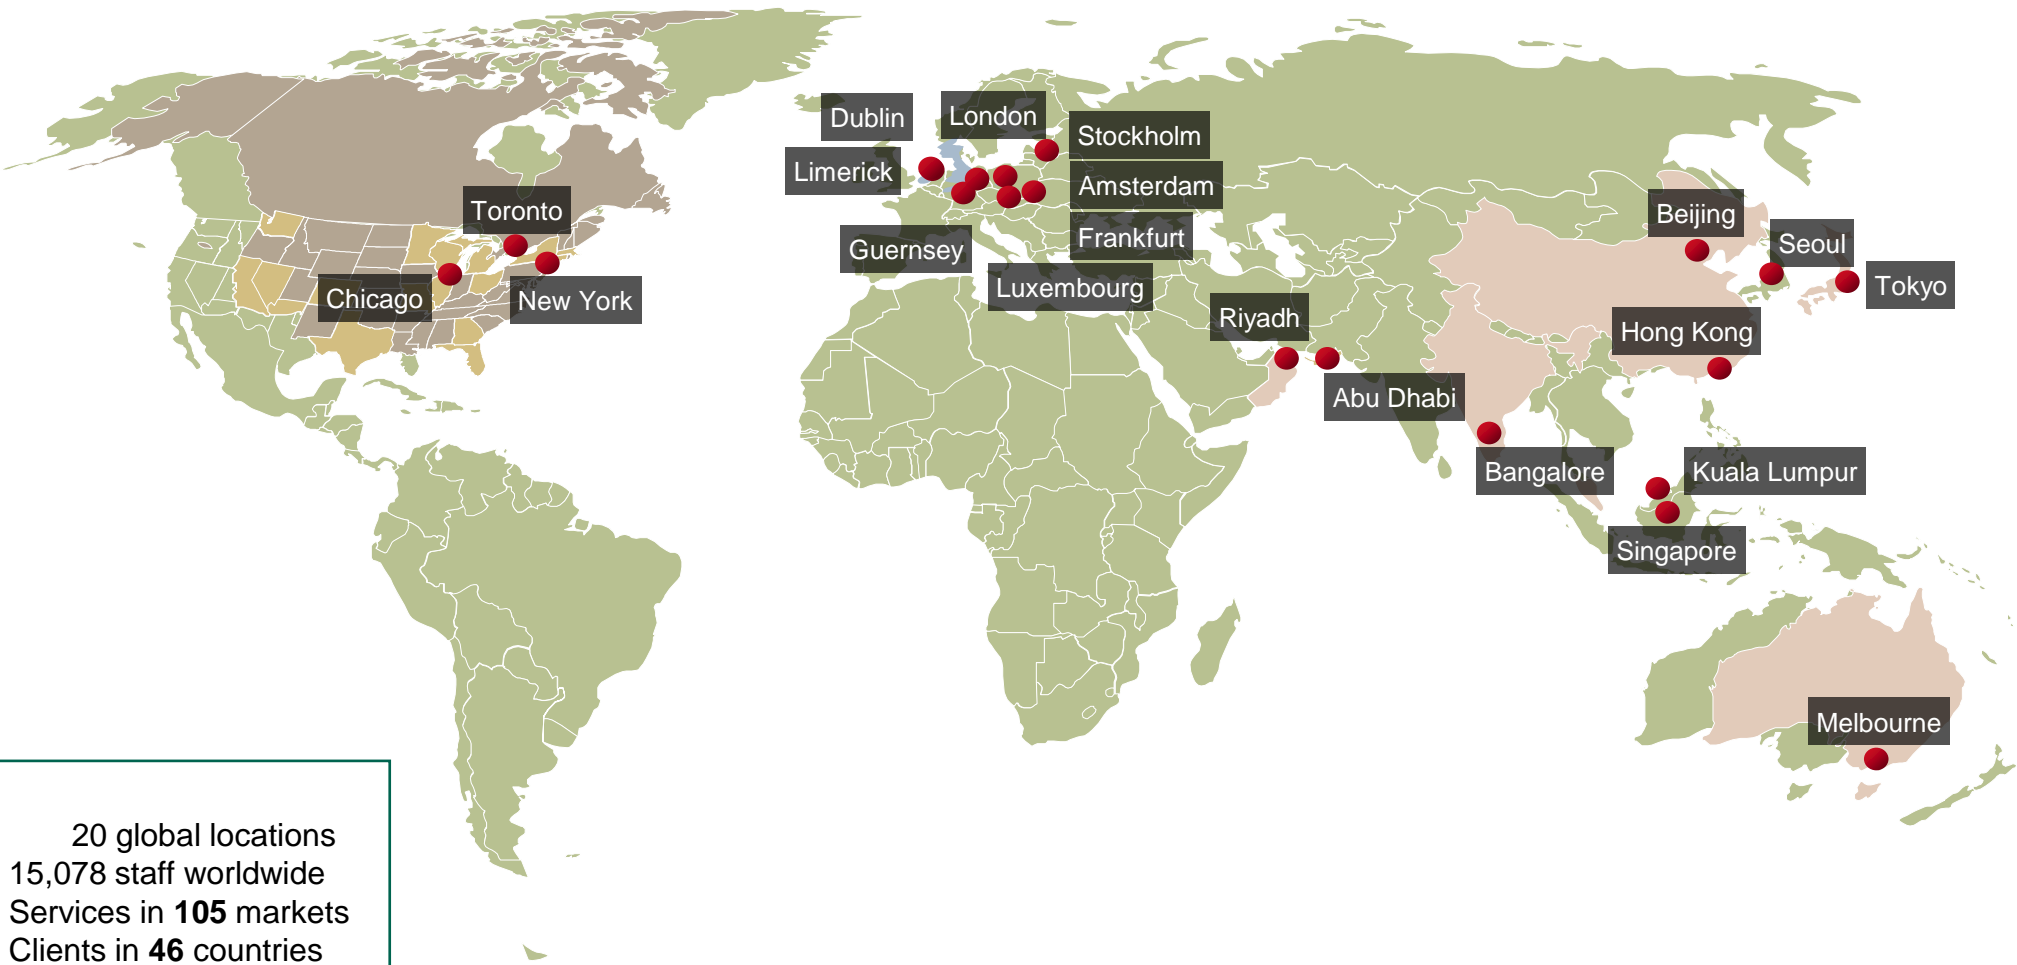 Dublin
London
Stockholm
Limerick
Amsterdam
Toronto
Beijing
Frankfurt
Seoul
Guernsey
Chicago
New York
Luxembourg
Tokyo
Riyadh
Hong Kong
Abu Dhabi
Bangalore
Kuala Lumpur
Singapore
Melbourne
20 global locations
15,078 staff worldwide
Services in 105 markets
Clients in 46 countries